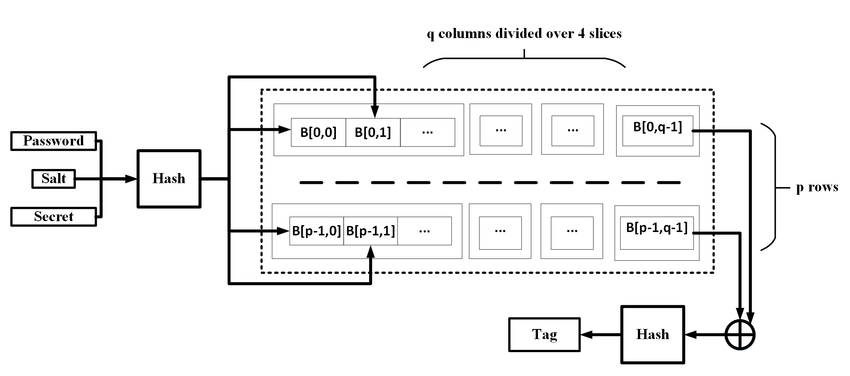 q columns divided over 4 slices
B[0,0] B[0,1] ... ... ... B[0,q-1]
Password
Salt
Secret
Hash
p rows
B[p-1,0] B[p-1,1] ... ... ... B[p-1,q-1]
Tag
Hash